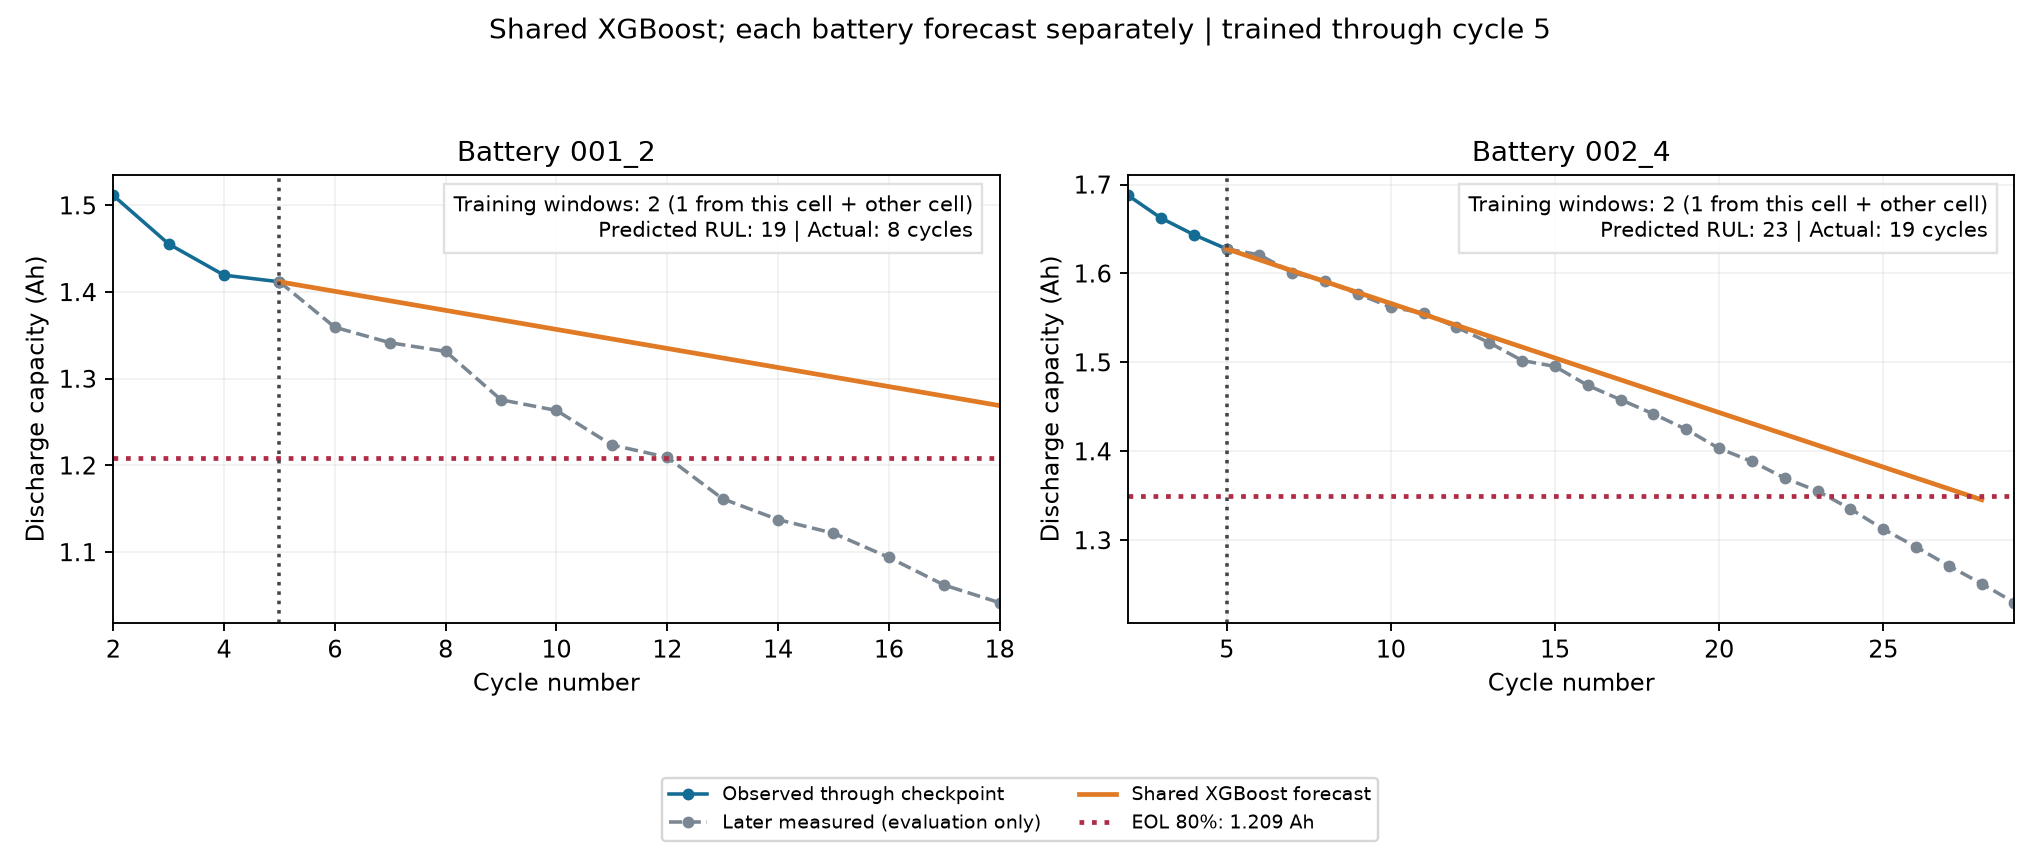 Shared XGBoost; each battery forecast separately | trained through cycle 5
Battery 001_2
Training windows: 2 (1 from this cell + other cell)
Predicted RUL: 19 | Actual: 8 cycles
Discharge capacity (Ah)
1.5
1.4
1.3
1.2
1.1
2 4 6 8 10 12 14 16 18
Cycle number
Battery 002_4
Training windows: 2 (1 from this cell + other cell)
Predicted RUL: 23 | Actual: 19 cycles
Discharge capacity (Ah)
1.7
1.6
1.5
1.4
1.3
5 10 15 20 25
Cycle number
Observed through checkpoint
Later measured (evaluation only)
Shared XGBoost forecast
EOL 80%: 1.209 Ah